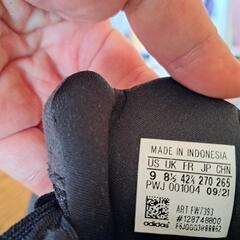 MADE IN INDONESIA
US UK FR JP CHN
9 8½ 42⅔ 270 265
PWJ 001004 09/21
ART FW7393
#128748800
adidas